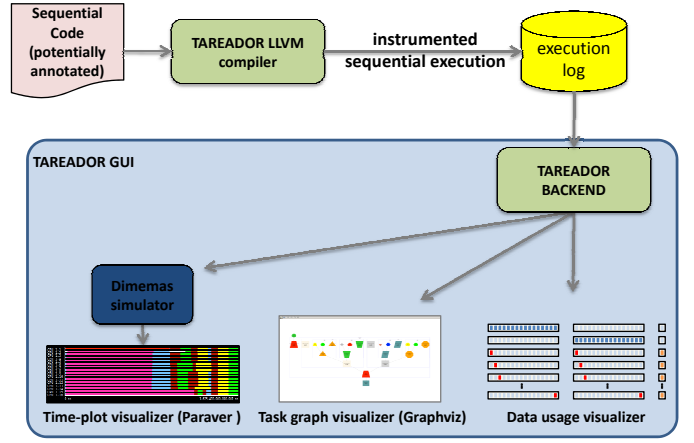 Sequential
Code
(potentially
annotated)
TAREADOR LLVM
compiler
instrumented
sequential execution
execution
log
TAREADOR GUI
TAREADOR
BACKEND
Dimemas
simulator
Time-plot visualizer (Paraver )
Task graph visualizer (Graphviz)
Data usage visualizer